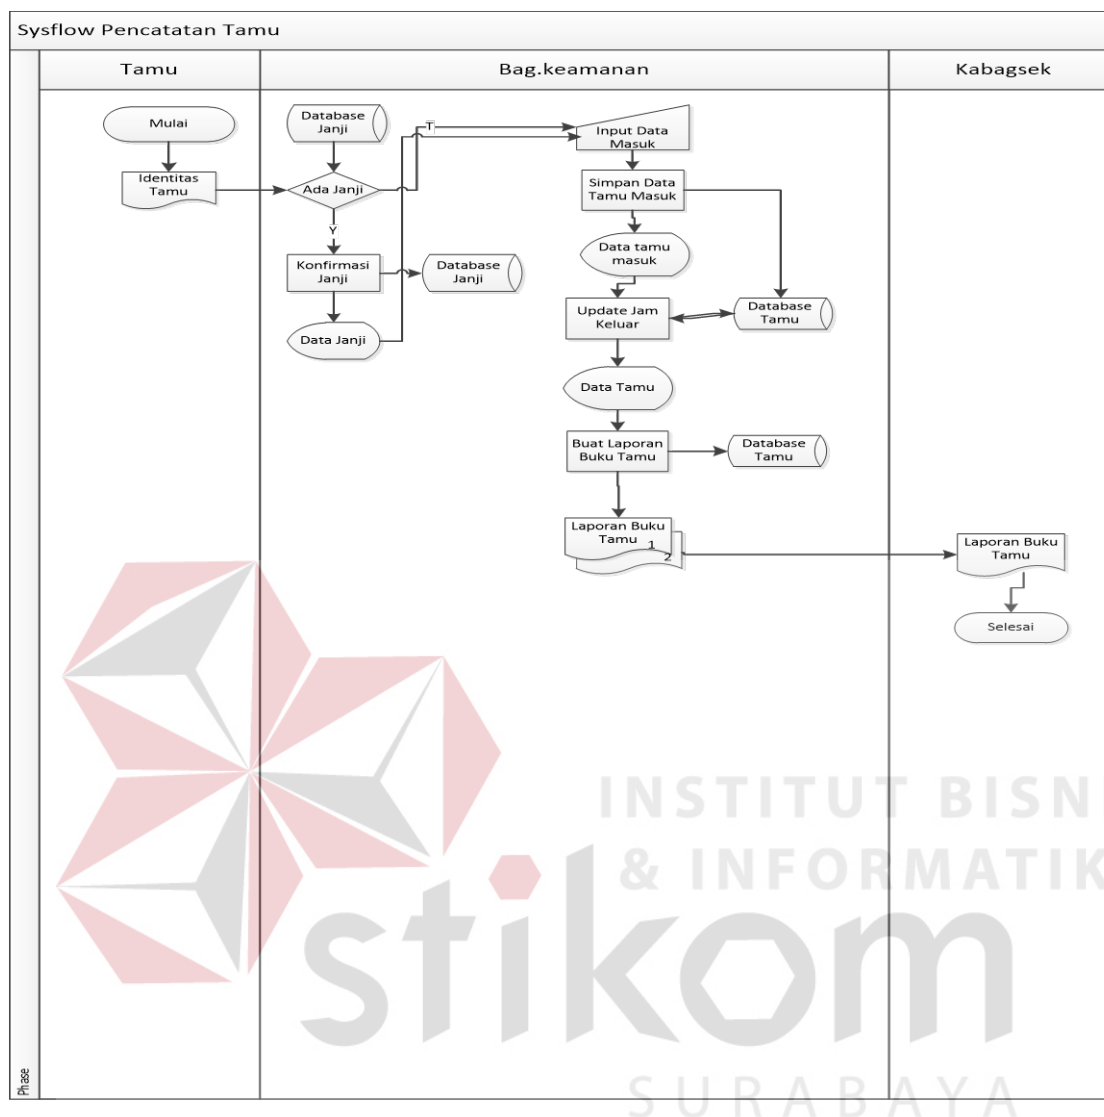 Sysflow Pencatatan Tamu
Tamu
Bag.keamanan
Kabagsek
Mulai
Identitas
Tamu
Database
Janji
Ada Janji
T
Y
Konfirmasi
Janji
Database
Janji
Data Janji
Input Data
Masuk
Simpan Data
Tamu Masuk
Data tamu
masuk
Update Jam
Keluar
Database
Tamu
Data Tamu
Buat Laporan
Buku Tamu
Database
Tamu
Laporan Buku
Tamu
1
2
Laporan Buku
Tamu
Selesai
Phase
INSTITUT BISNI
& INFORMATIK
stikom
SURABAYA